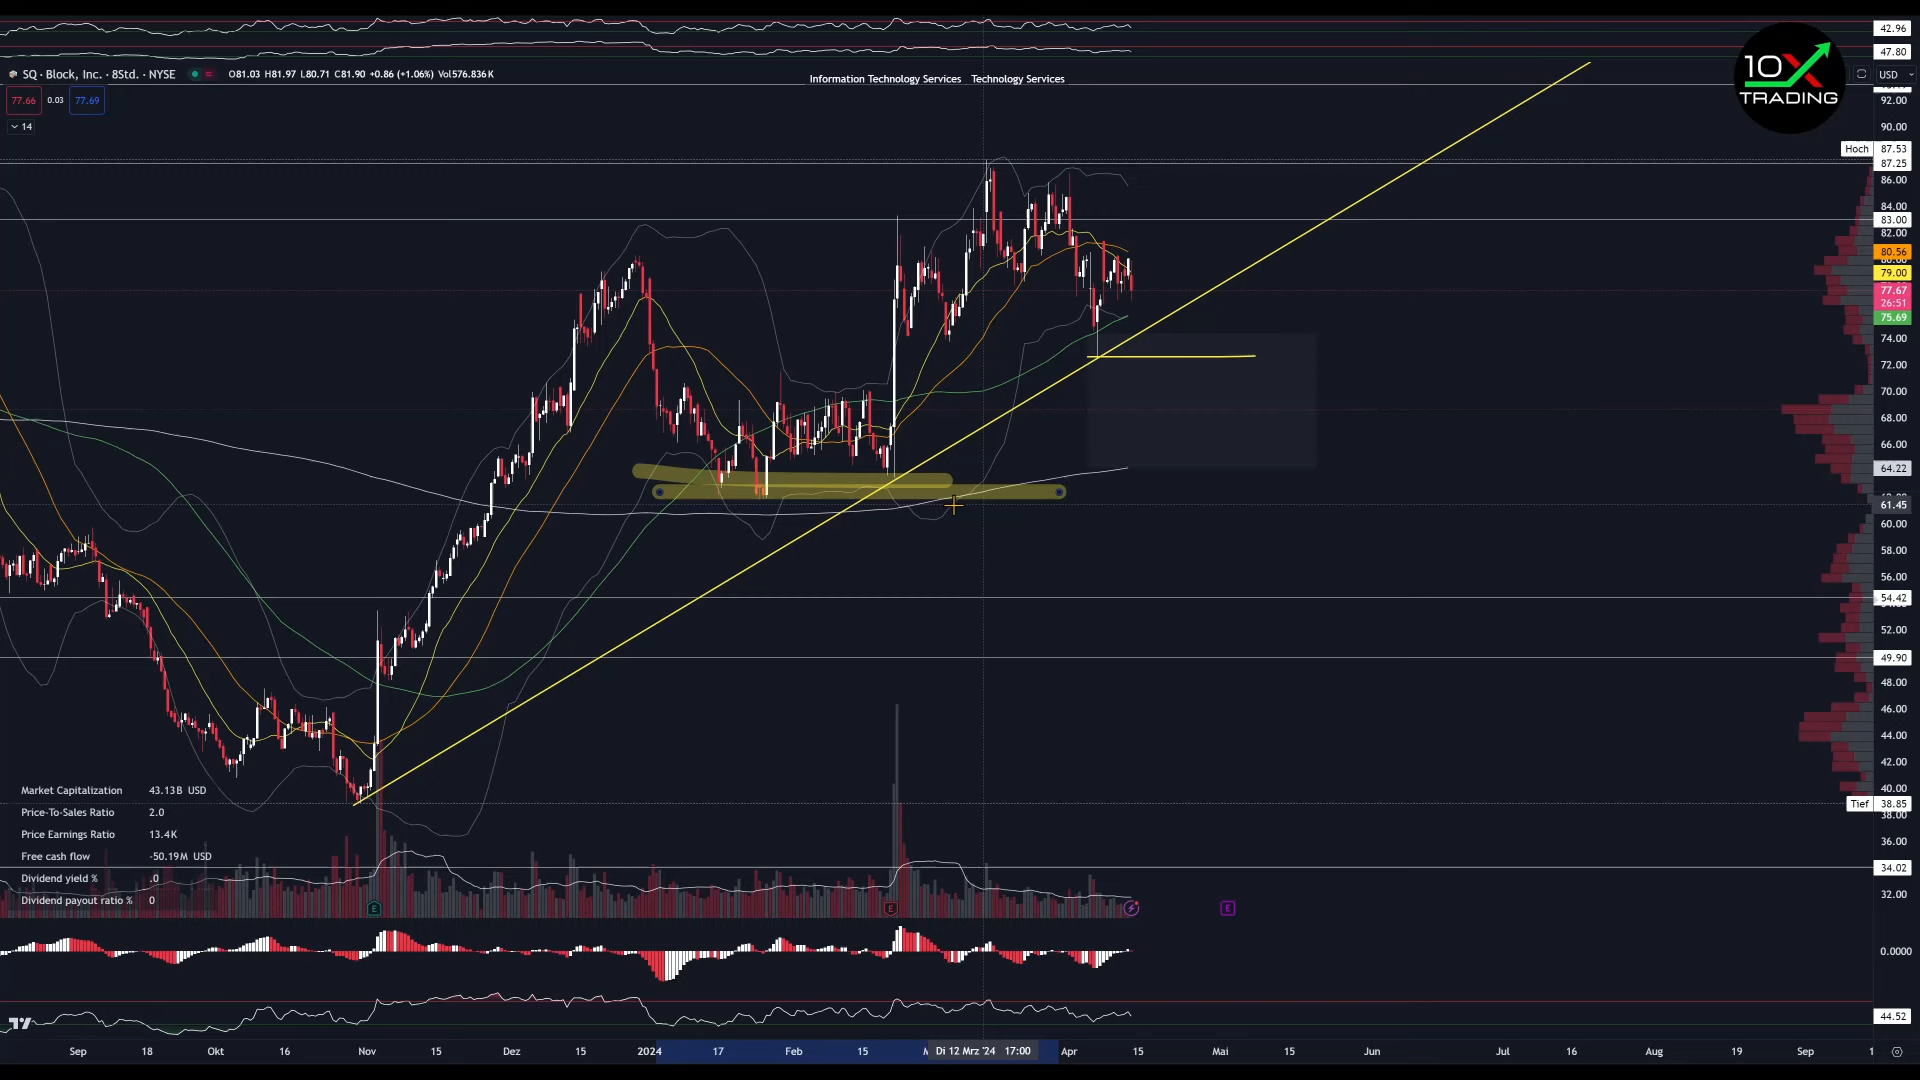 42.96
47.80
SQ · Block, Inc. · 8Std. · NYSE
O81.03 H81.97 L80.71 C81.90 +0.86 (+1.06%) Vol576.836K
Information Technology Services Technology Services
10X
TRADING
USD
77.66 0.03 77.69
14
92.00
90.00
Hoch 87.53
87.25
86.00
84.00
83.00
82.00
80.56
80.00
79.00
77.67
26:51
75.69
74.00
72.00
70.00
68.00
66.00
64.22
61.45
60.00
58.00
56.00
54.42
52.00
49.90
48.00
46.00
44.00
42.00
40.00
Tief 38.85
38.00
36.00
34.02
32.00
Market Capitalization 43.13B USD
Price-To-Sales Ratio 2.0
Price Earnings Ratio 13.4K
Free cash flow -50.19M USD
Dividend yield % .0
Dividend payout ratio % 0
E E E
0.0000
44.52
Sep 18 Okt 16 Nov 15 Dez 15 2024 17 Feb 15 Di 12 Mrz '24 17:00 Apr 15 Mai 15 Jun Jul 16 Aug 19 Sep 1